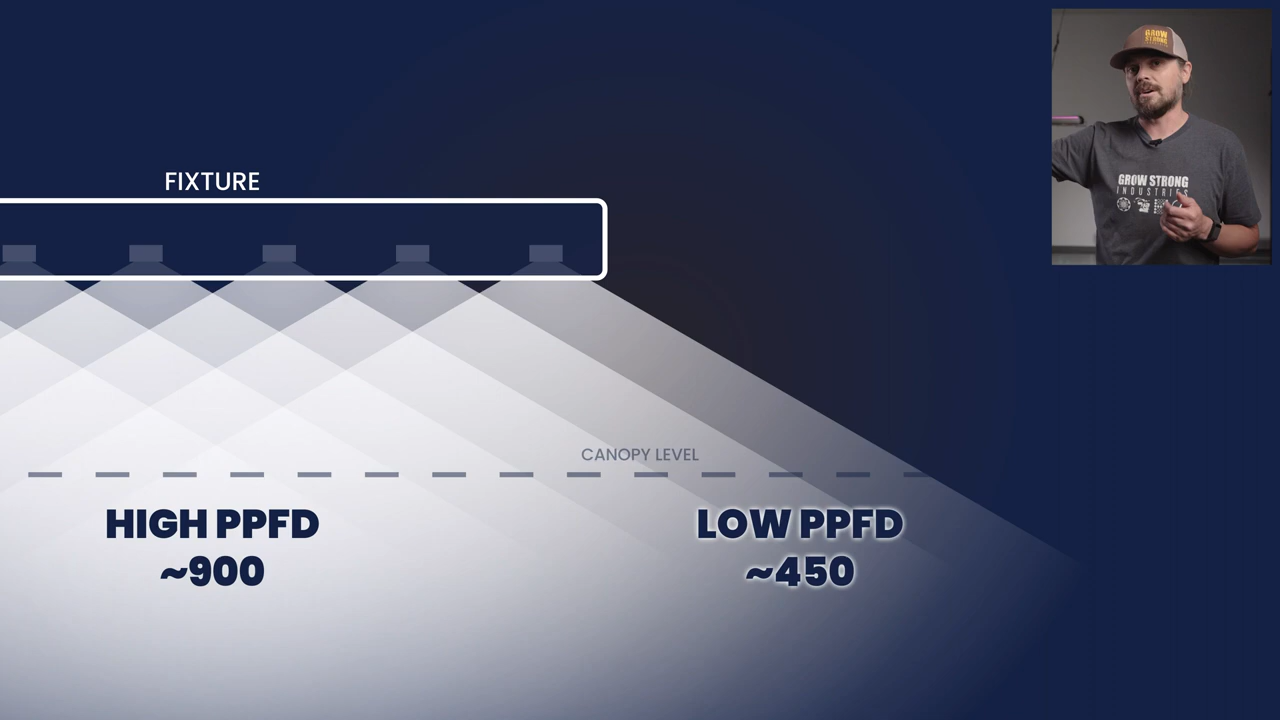 FIXTURE
CANOPY LEVEL
HIGH PPFD
~900
LOW PPFD
~450
GROW
STRONG
GROW STRONG
INDUSTRIES